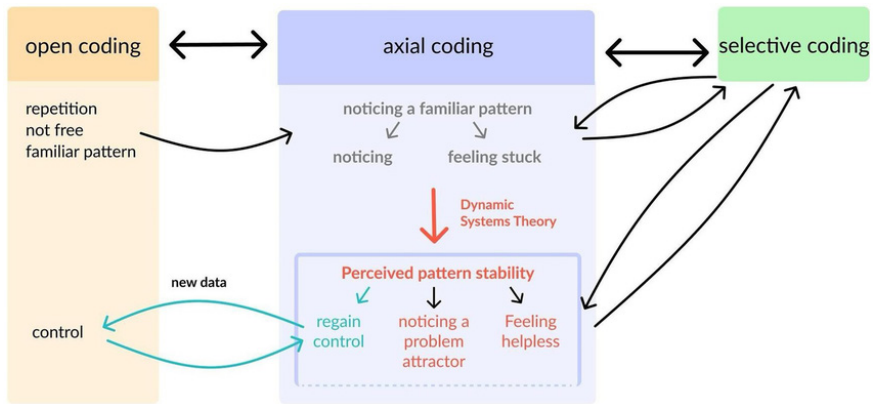 open coding
axial coding
selective coding
repetition
not free
familiar pattern
noticing a familiar pattern
noticing
feeling stuck
Dynamic
Systems Theory
Perceived pattern stability
new data
control
regain
control
noticing a
problem
attractor
Feeling
helpless